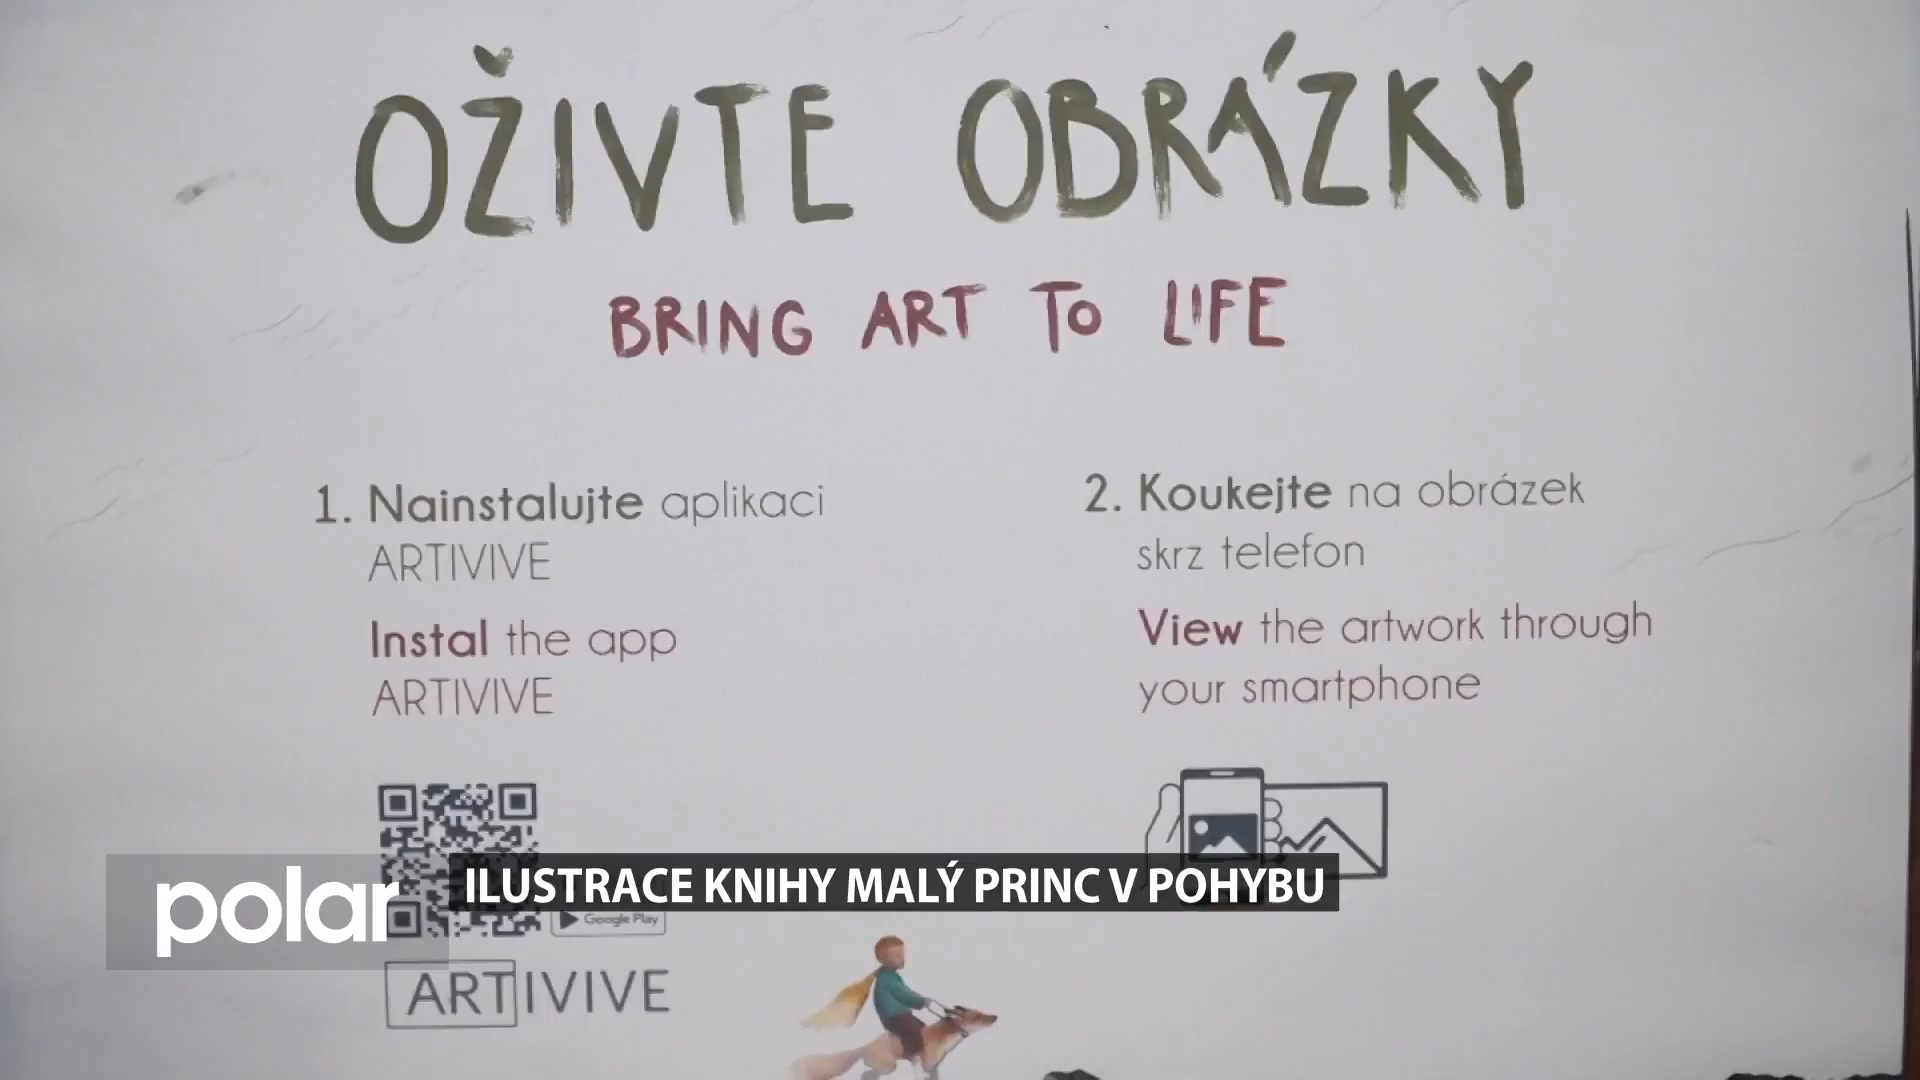 OŽIVTE OBRÁZKY
BRING ART TO LIFE
1. Nainstalujte aplikaci
ARTIVIVE
Instal the app
ARTIVIVE
2. Koukejte na obrázek
skrz telefon
View the artwork through
your smartphone
polar
ILUSTRACE KNIHY MALÝ PRINC V POHYBU
Google Play
ARTIVIVE